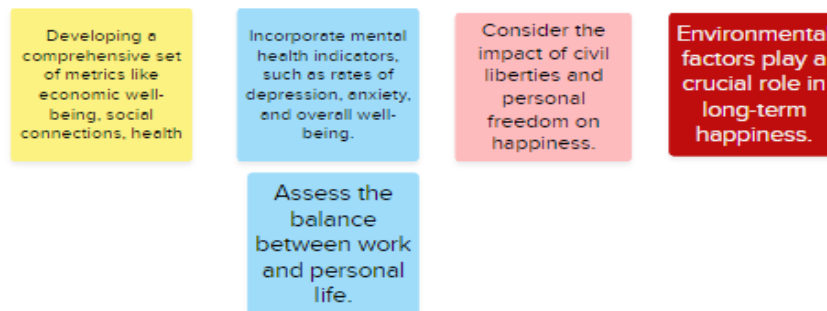 Developing a
comprehensive set
of metrics like
economic well-
being, social
connections, health
Incorporate mental
health indicators,
such as rates of
depression, anxiety,
and overall well-
being.
Consider the
impact of civil
liberties and
personal
freedom on
happiness.
Environmental
factors play a
crucial role in
long-term
happiness.
Assess the
balance
between work
and personal
life.